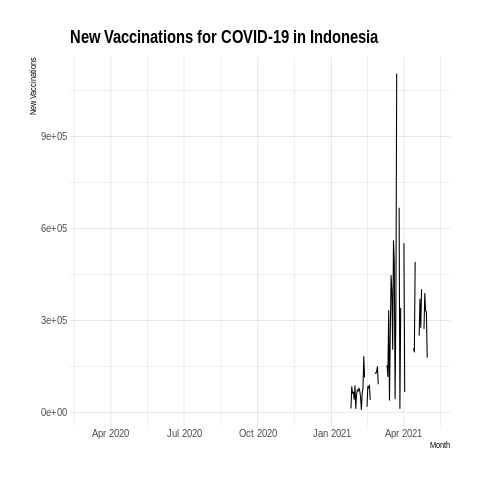 New Vaccinations for COVID-19 in Indonesia
New Vaccinations
9e+05
6e+05
3e+05
0e+00
Apr 2020 Jul 2020 Oct 2020 Jan 2021 Apr 2021
Month